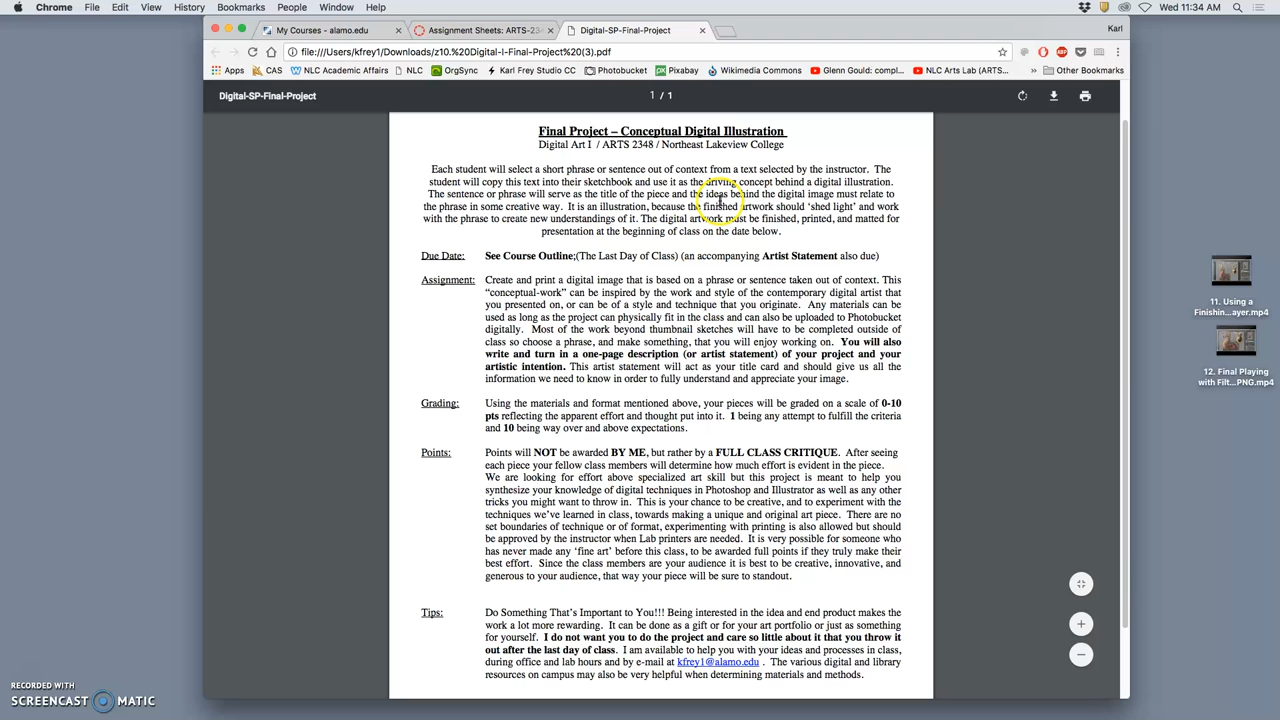 Chrome File Edit View History Bookmarks People Window Help Wed 11:34 AM
My Courses - alamo.edu Assignment Sheets: ARTS-23 Digital-SP-Final-Project Karl
file:///Users/kfrey1/Downloads/z10.%20Digital-I-Final-Project%20(3).pdf
Apps CAS NLC Academic Affairs NLC OrgSync Karl Frey Studio CC Photobucket Pixabay Wikimedia Commons Glenn Gould: compl... NLC Arts Lab (ARTS... » Other Bookmarks
Digital-SP-Final-Project 1 / 1
Final Project – Conceptual Digital Illustration
Digital Art I / ARTS 2348 / Northeast Lakeview College
Each student will select a short phrase or sentence out of context from a text selected by the instructor. The
student will copy this text into their sketchbook and use it as the driving concept behind a digital illustration.
The sentence or phrase will serve as the title of the piece and the ideas behind the digital image must relate to
the phrase in some creative way. It is an illustration, because the finished artwork should ‘shed light’ and work
with the phrase to create new understandings of it. The digital artwork must be finished, printed, and matted for
presentation at the beginning of class on the date below.
Due Date: See Course Outline;(The Last Day of Class) (an accompanying Artist Statement also due)
Assignment: Create and print a digital image that is based on a phrase or sentence taken out of context. This
“conceptual-work” can be inspired by the work and style of the contemporary digital artist that
you presented on, or can be of a style and technique that you originate. Any materials can be
used as long as the project can physically fit in the class and can also be uploaded to Photobucket
digitally. Most of the work beyond thumbnail sketches will have to be completed outside of
class so choose a phrase, and make something, that you will enjoy working on. You will also
write and turn in a one-page description (or artist statement) of your project and your
artistic intention. This artist statement will act as your title card and should give us all the
information we need to know in order to fully understand and appreciate your image.
Grading: Using the materials and format mentioned above, your pieces will be graded on a scale of 0-10
pts reflecting the apparent effort and thought put into it. 1 being any attempt to fulfill the criteria
and 10 being way over and above expectations.
Points: Points will NOT be awarded BY ME, but rather by a FULL CLASS CRITIQUE. After seeing
each piece your fellow class members will determine how much effort is evident in the piece.
We are looking for effort above specialized art skill but this project is meant to help you
synthesize your knowledge of digital techniques in Photoshop and Illustrator as well as any other
tricks you might want to throw in. This is your chance to be creative, and to experiment with the
techniques we’ve learned in class, towards making a unique and original art piece. There are no
set boundaries of technique or of format, experimenting with printing is also allowed but should
be approved by the instructor when Lab printers are needed. It is very possible for someone who
has never made any ‘fine art’ before this class, to be awarded full points if they truly make their
best effort. Since the class members are your audience it is best to be creative, innovative, and
generous to your audience, that way your piece will be sure to standout.
Tips: Do Something That’s Important to You!!! Being interested in the idea and end product makes the
work a lot more rewarding. It can be done as a gift or for your art portfolio or just as something
for yourself. I do not want you to do the project and care so little about it that you throw it
out after the last day of class. I am available to help you with your ideas and processes in class,
during office and lab hours and by e-mail at kfrey1@alamo.edu . The various digital and library
resources on campus may also be very helpful when determining materials and methods.
11. Using a
Finishin...ayer.mp4
12. Final Playing
with Filt...PNG.mp4
RECORDED WITH
SCREENCAST MATIC